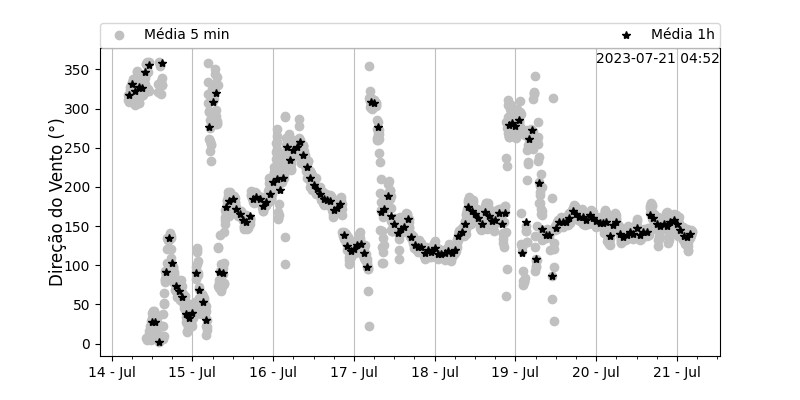 Média 5 min
Média 1h
2023-07-21 04:52
Direção do Vento (°)
350
300
250
200
150
100
50
0
14 - Jul
15 - Jul
16 - Jul
17 - Jul
18 - Jul
19 - Jul
20 - Jul
21 - Jul